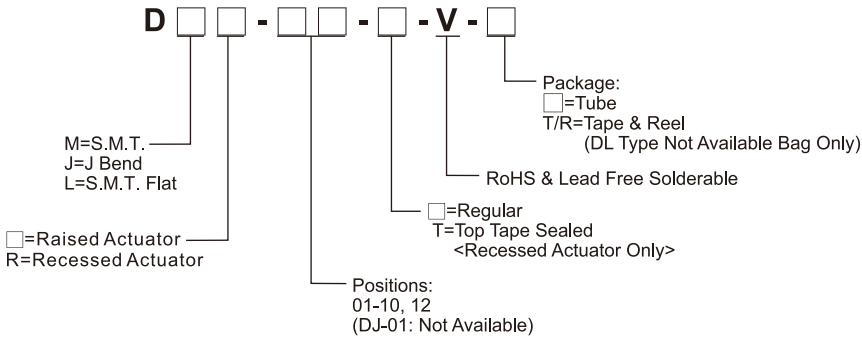 D□□-□□-□-V-□
Package:
□=Tube
T/R=Tape & Reel
(DL Type Not Available Bag Only)
M=S.M.T.
J=J Bend
L=S.M.T. Flat
RoHS & Lead Free Solderable
□=Regular
T=Top Tape Sealed
<Recessed Actuator Only>
□=Raised Actuator
R=Recessed Actuator
Positions:
01-10, 12
(DJ-01: Not Available)